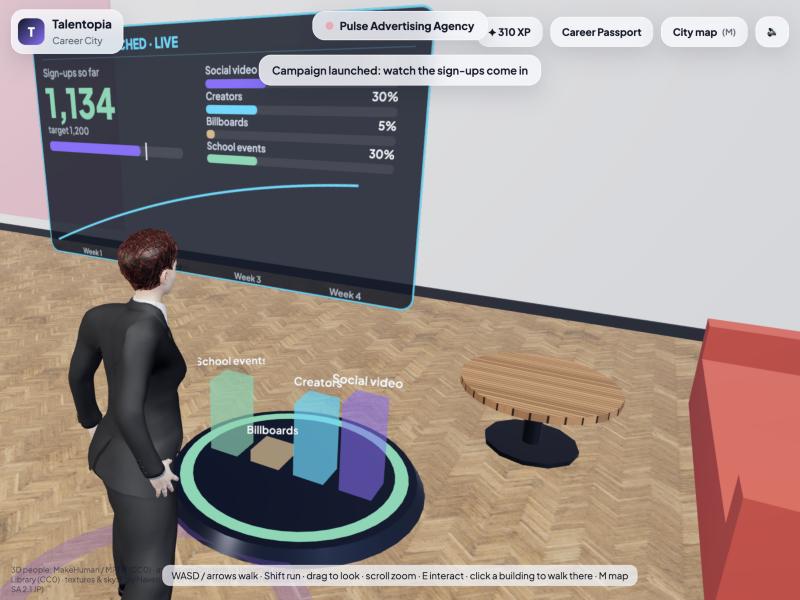 T
Talentopia
Career City
Pulse Advertising Agency
✦ 310 XP
Career Passport
City map (M)
Campaign launched: watch the sign-ups come in
CHED · LIVE
Sign-ups so far
1,134
target 1,200
Social video
Creators
30%
Billboards
5%
School events
30%
Week 1
Week 3
Week 4
School events
Creators
Social video
Billboards
3D people: MakeHuman /
Library (CC0) · textures & sky
SA 2.1 JP)
WASD / arrows walk · Shift run · drag to look · scroll zoom · E interact · click a building to walk there · M map